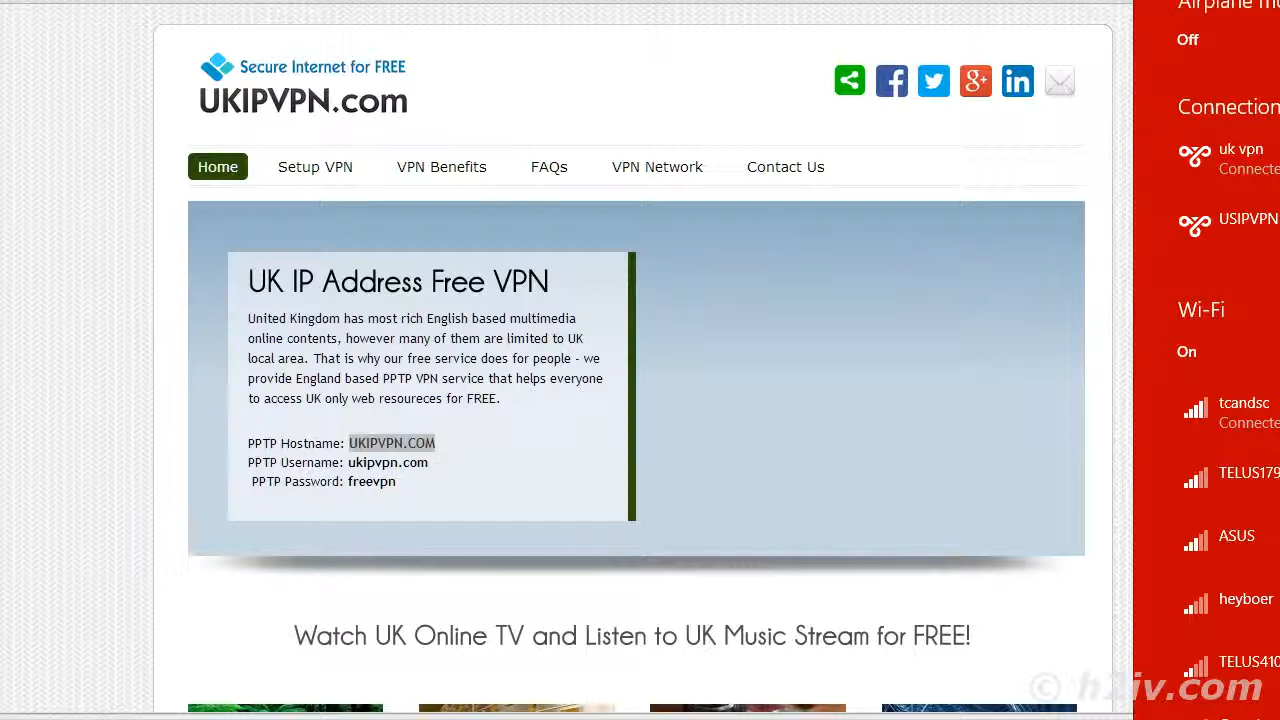 Secure Internet for FREE
UKIPVPN.com
Home
Setup VPN
VPN Benefits
FAQs
VPN Network
Contact Us
UK IP Address Free VPN
United Kingdom has most rich English based multimedia
online contents, however many of them are limited to UK
local area. That is why our free service does for people - we
provide England based PPTP VPN service that helps everyone
to access UK only web resoureces for FREE.
PPTP Hostname: UKIPVPN.COM
PPTP Username: ukipvpn.com
PPTP Password: freevpn
Watch UK Online TV and Listen to UK Music Stream for FREE!
Airplane mo
Off
Connection
uk vpn
Connecte
USIPVPN
Wi-Fi
On
tcandsc
Connecte
TELUS179
ASUS
heyboer
TELUS410